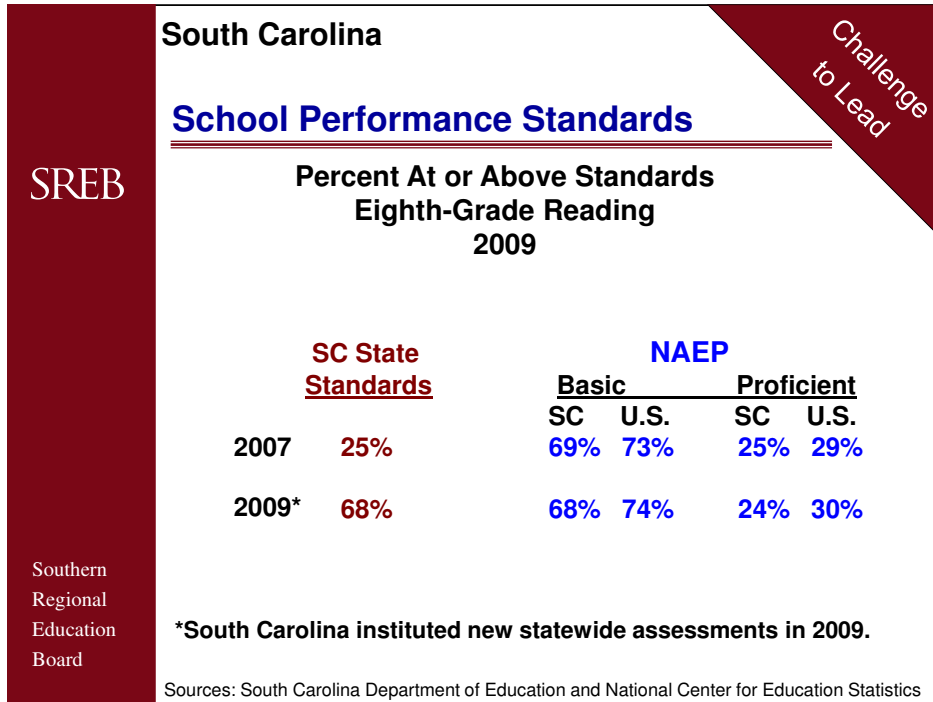 South Carolina
Challenge
to Lead
School Performance Standards
SREB
Percent At or Above Standards
Eighth-Grade Reading
2009
SC State
Standards
NAEP
Basic Proficient
SC U.S. SC U.S.
2007 25% 69% 73% 25% 29%
2009* 68% 68% 74% 24% 30%
Southern
Regional
Education
Board
*South Carolina instituted new statewide assessments in 2009.
Sources: South Carolina Department of Education and National Center for Education Statistics